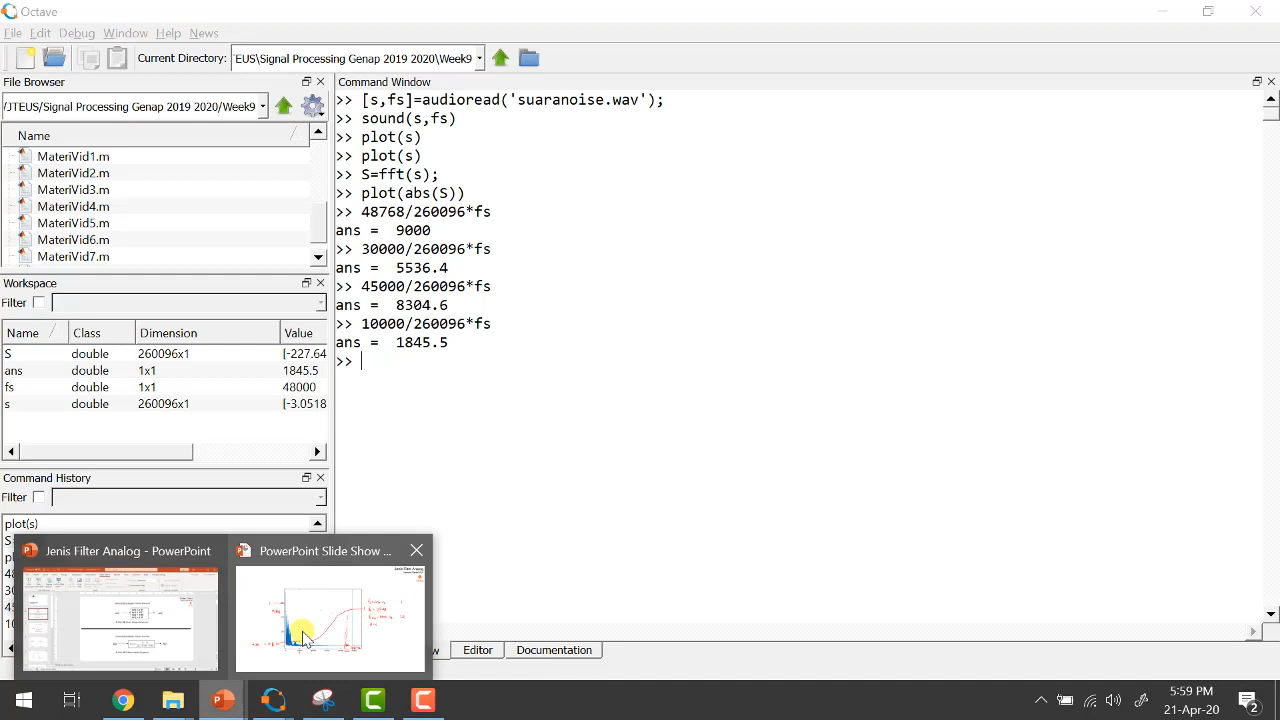 Octave
File Edit Debug Window Help News
Current Directory: EUS\Signal Processing Genap 2019 2020\Week9
File Browser
/JTEUS/Signal Processing Genap 2019 2020/Week9
Name
MateriVid1.m
MateriVid2.m
MateriVid3.m
MateriVid4.m
MateriVid5.m
MateriVid6.m
MateriVid7.m
Workspace
Filter
Name Class Dimension Value
S double 260096x1 [-227.64
ans double 1x1 1845.5
fs double 1x1 48000
s double 260096x1 [-3.0518
Command History
Filter
plot(s)
Command Window
>> [s,fs]=audioread('suaranoise.wav');
>> sound(s,fs)
>> plot(s)
>> plot(s)
>> S=fft(s);
>> plot(abs(S))
>> 48768/260096*fs
ans = 9000
>> 30000/260096*fs
ans = 5536.4
>> 45000/260096*fs
ans = 8304.6
>> 10000/260096*fs
ans = 1845.5
>>
Jenis Filter Analog - PowerPoint
PowerPoint Slide Show ...
Editor
Documentation
5:59 PM
21-Apr-20
2